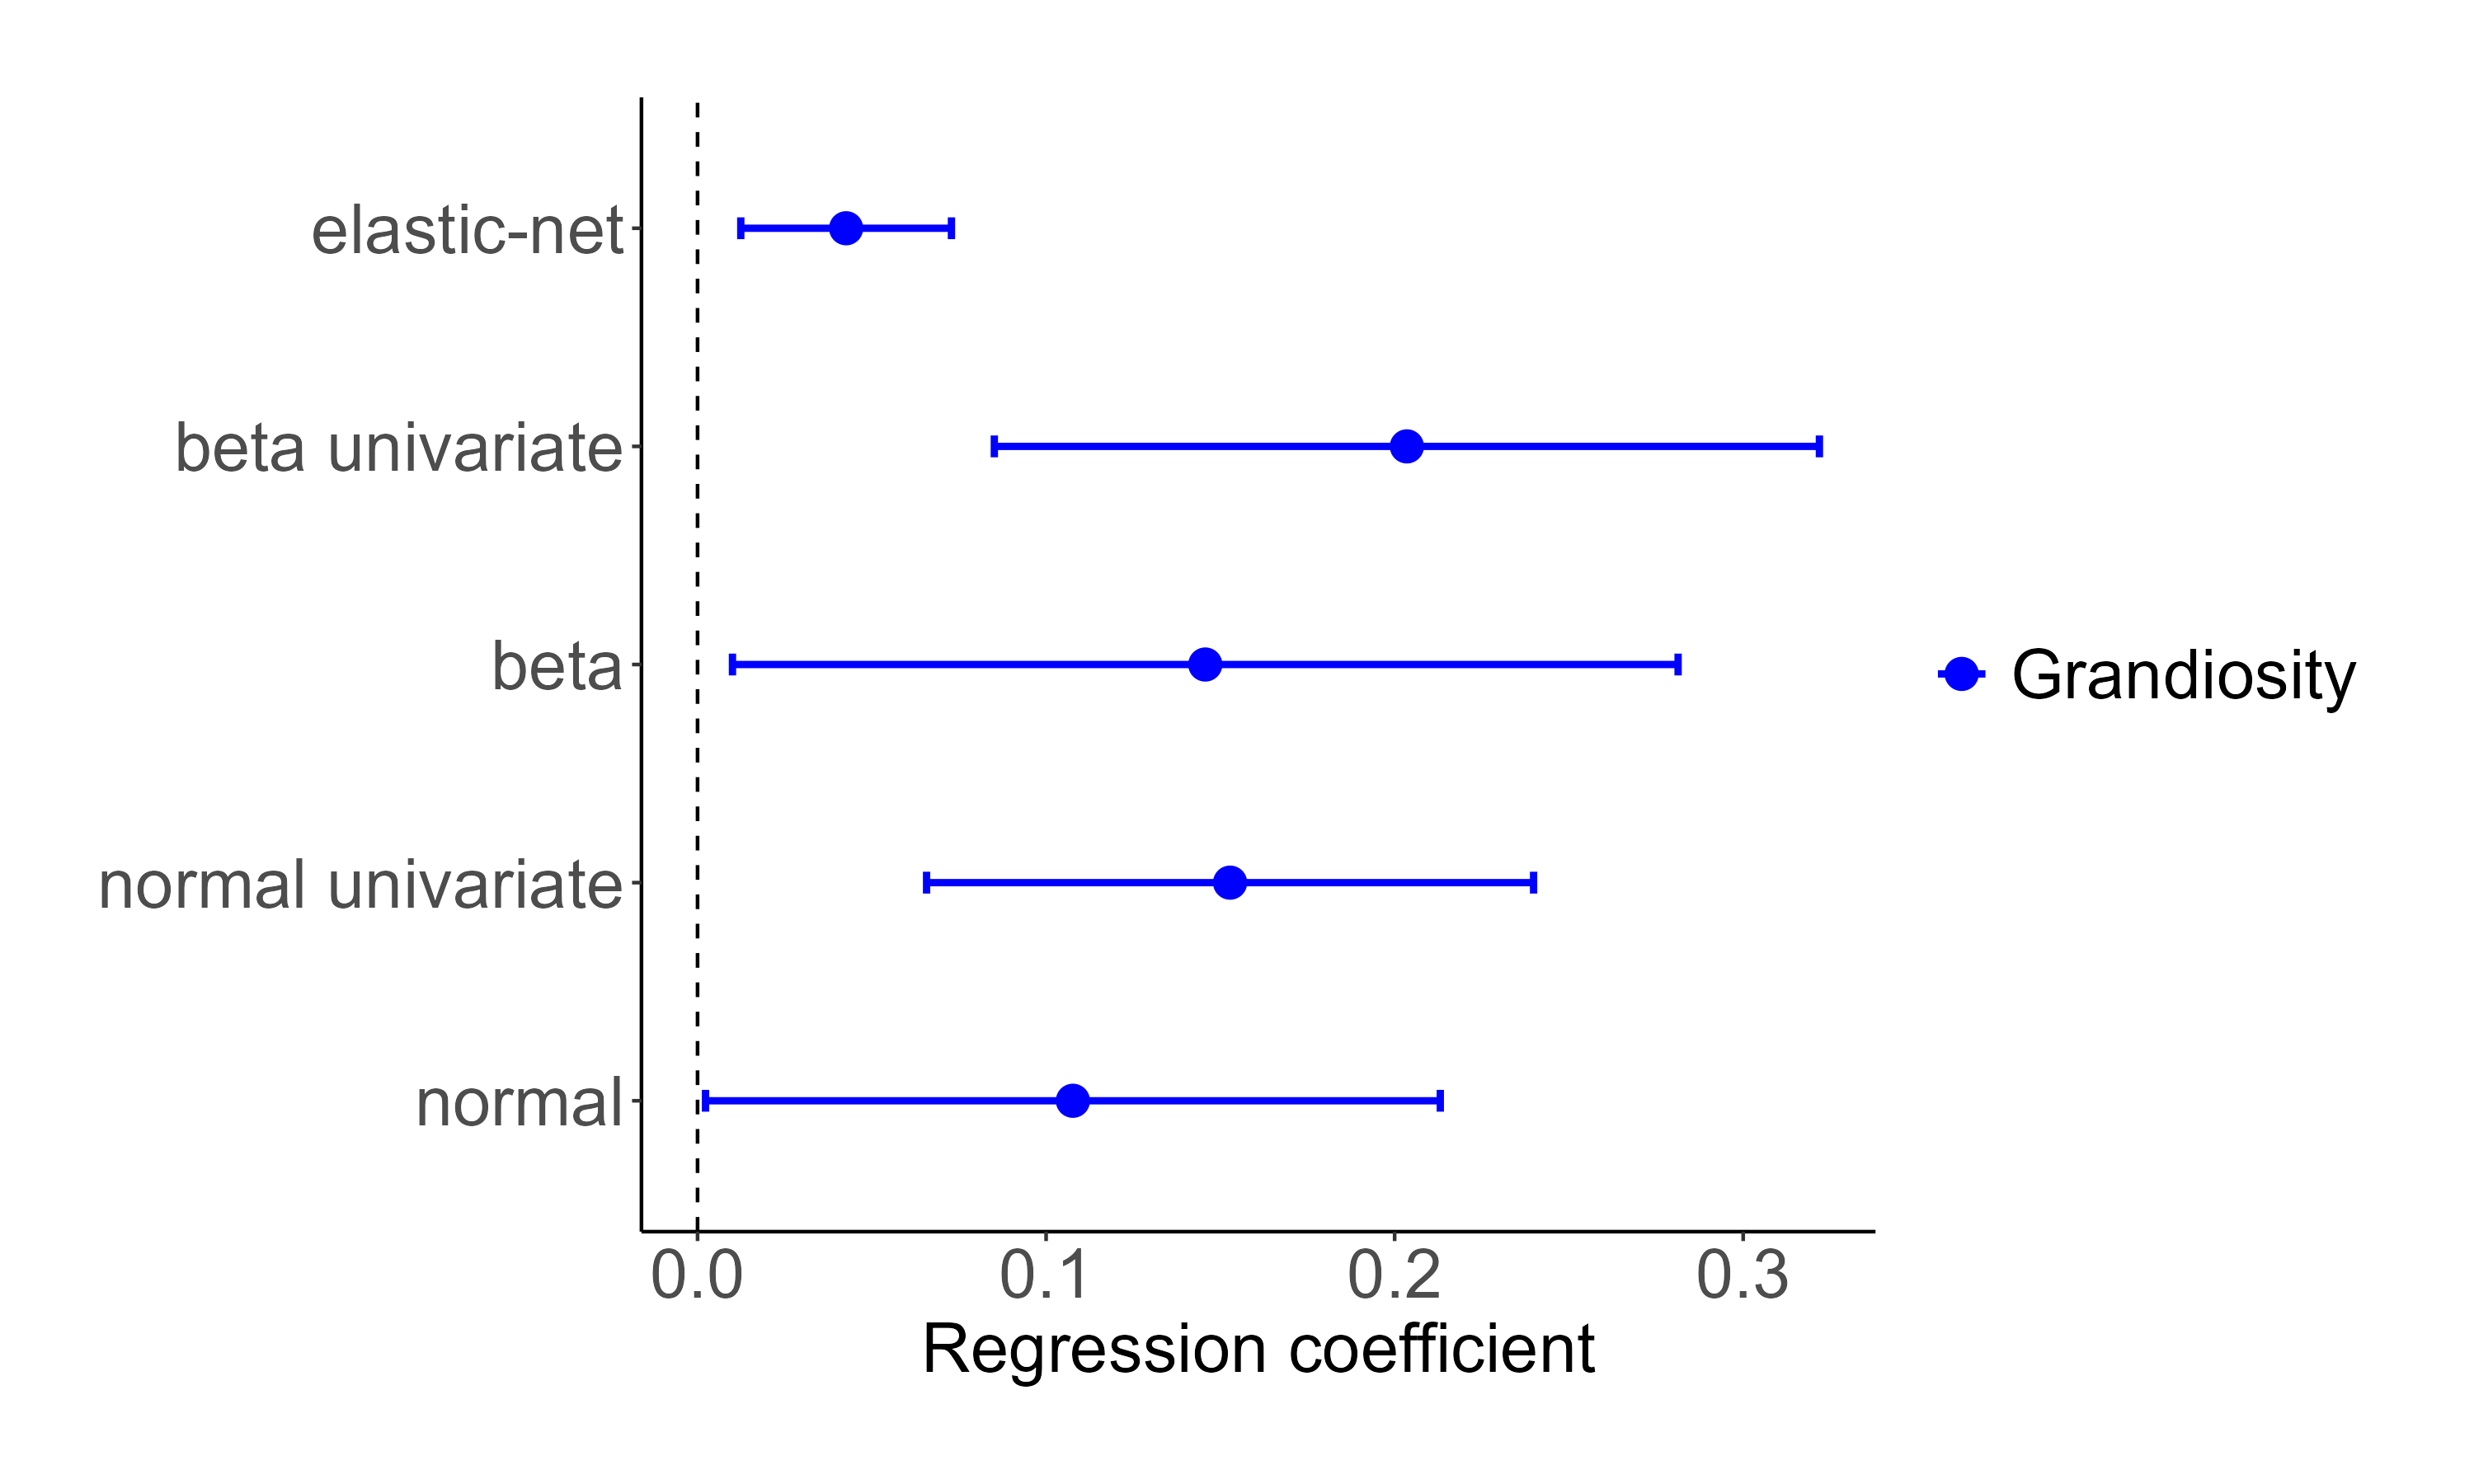 elastic-net
beta univariate
beta
normal univariate
normal
0.0 0.1 0.2 0.3
Regression coefficient
Grandiosity